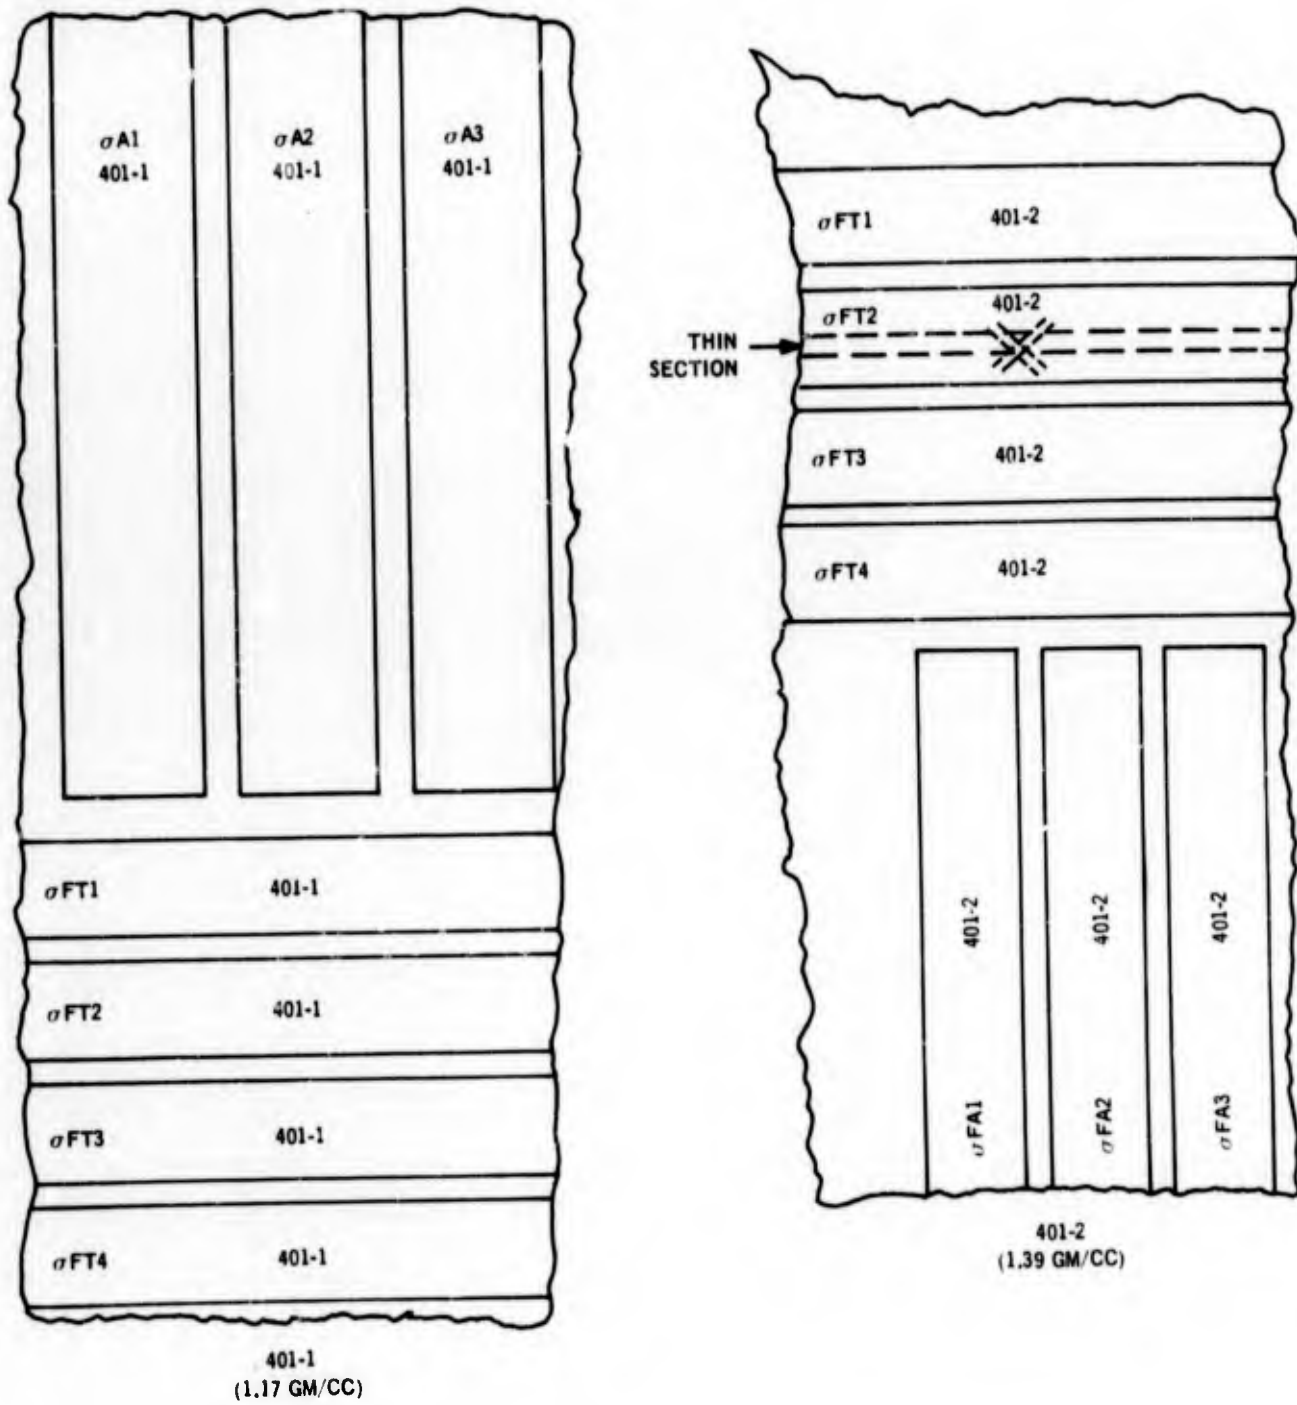 σA1
401-1
σA2
401-1
σA3
401-1
σFT1 401-1
σFT2 401-1
σFT3 401-1
σFT4 401-1
401-1
(1.17 GM/CC)
σFT1 401-2
σFT2 401-2
THIN
SECTION
σFT3 401-2
σFT4 401-2
σFA1 401-2
σFA2 401-2
σFA3 401-2
401-2
(1.39 GM/CC)